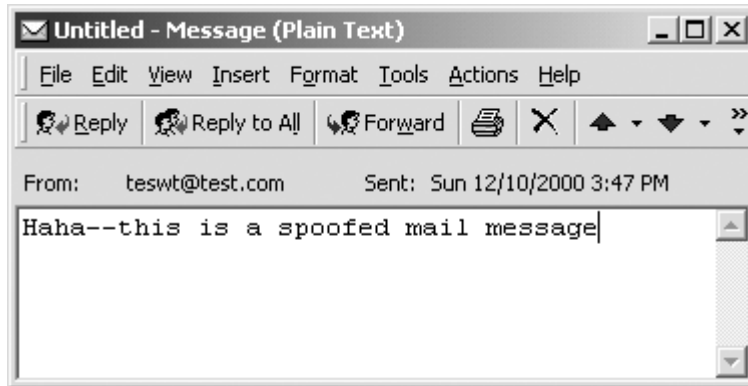 Untitled - Message (Plain Text)
File Edit View Insert Format Tools Actions Help
Reply Reply to All Forward »
From: teswt@test.com Sent: Sun 12/10/2000 3:47 PM
Haha--this is a spoofed mail message